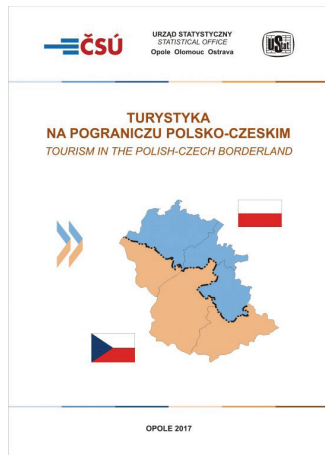 ČSÚ
URZĄD STATYSTYCZNY
STATISTICAL OFFICE
Opole Olomouc Ostrava
UStat
TURYSTYKA
NA POGRANICZU POLSKO-CZESKIM
TOURISM IN THE POLISH-CZECH BORDERLAND
OPOLE 2017